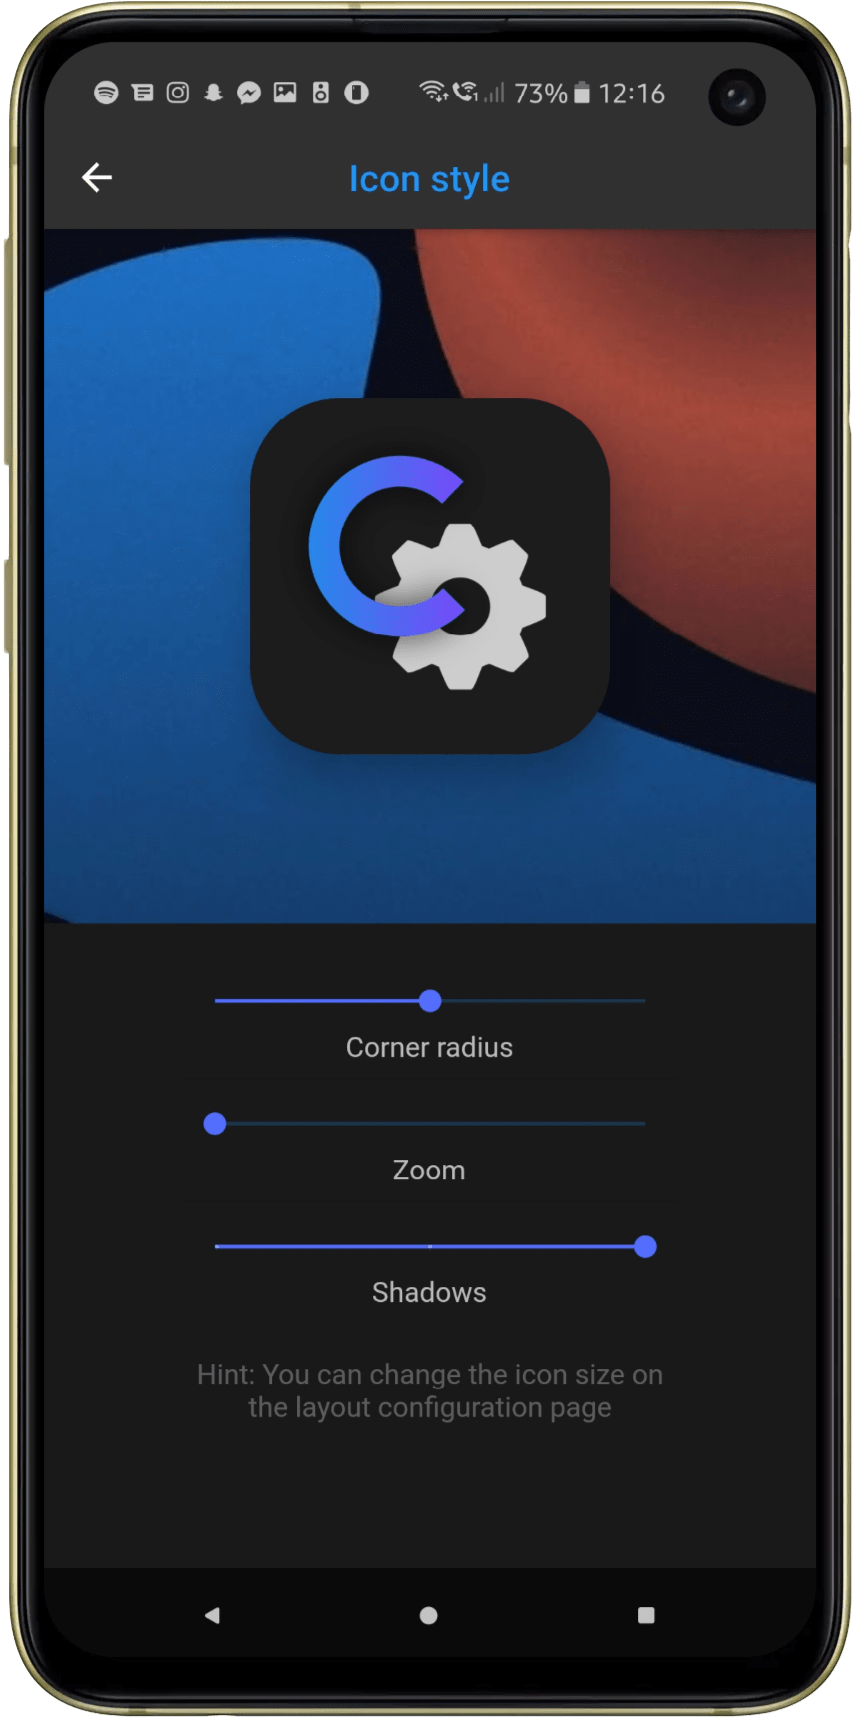 73% 12:16
Icon style
Corner radius
Zoom
Shadows
Hint: You can change the icon size on
the layout configuration page